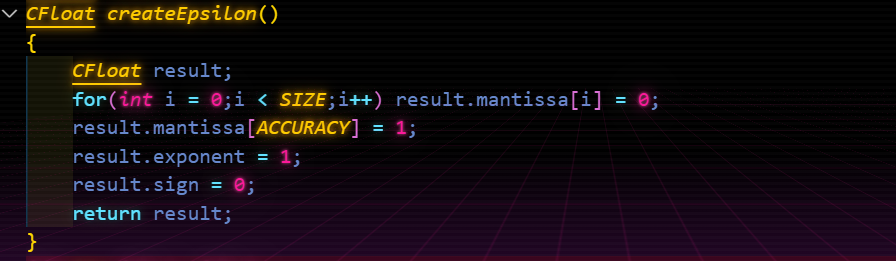 CFloat createEpsilon()
{
CFloat result;
for(int i = 0;i < SIZE;i++) result.mantissa[i] = 0;
result.mantissa[ACCURACY] = 1;
result.exponent = 1;
result.sign = 0;
return result;
}